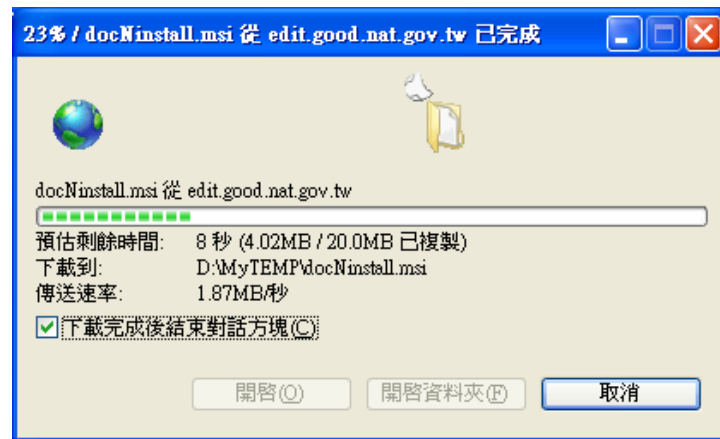 23% / docNinstall.msi 從 edit.good.nat.gov.tw 已完成
docNinstall.msi 從 edit.good.nat.gov.tw
預估剩餘時間: 8 秒 (4.02MB / 20.0MB 已複製)
下載到: D:\MyTEMP\docNinstall.msi
傳送速率: 1.87MB/秒
下載完成後結束對話方塊(C)
開啓(O) 開啓資料夾(F) 取消